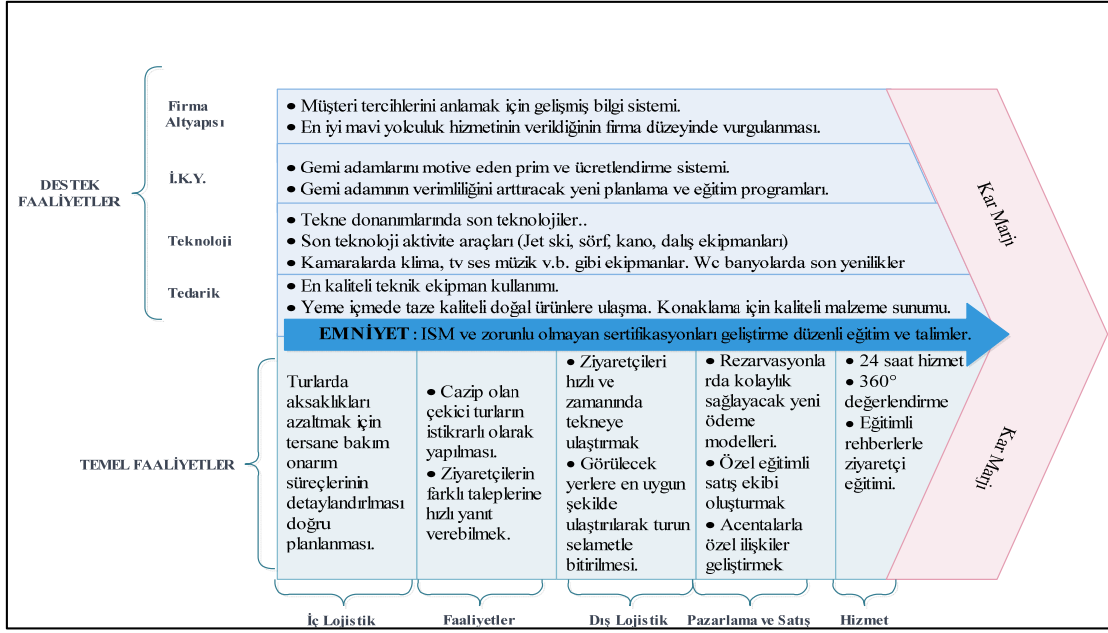 Firma
Altyapısı
● Müşteri tercihlerini anlamak için gelişmiş bilgi sistemi.
● En iyi mavi yolculuk hizmetinin verildiğinin firma düzeyinde vurgulanması.
DESTEK
FAALİYETLER
İ.K.Y.
● Gemi adamlarını motive eden prim ve ücretlendirme sistemi.
● Gemi adamının verimliliğini arttıracak yeni planlama ve eğitim programları.
Teknoloji
● Tekne donanımlarında son teknolojiler..
● Son teknoloji aktivite araçları (Jet ski, sörf, kano, dalış ekipmanları)
● Kamaralarda klima, tv ses müzik v.b. gibi ekipmanlar. Wc banyolarda son yenilikler
Tedarik
● En kaliteli teknik ekipman kullanımı.
● Yeme içmede taze kaliteli doğal ürünlere ulaşma. Konaklama için kaliteli malzeme sunumu.
Kar Marjı
EMNİYET : ISM ve zorunlu olmayan sertifikasyonları geliştirme düzenli eğitim ve talimler.
TEMEL FAALİYETLER
Turlarda
aksaklıkları
azaltmak için
tersane bakım
onarım
süreçlerinin
detaylandırılması
doğru
planlanması.
● Cazip olan
çekici turların
istikrarlı olarak
yapılması.
● Ziyaretçilerin
farklı taleplerine
hızlı yanıt
verebilmek.
● Ziyaretçileri
hızlı ve
zamanında
tekneye
ulaştırmak
● Görülecek
yerlere en uygun
şekilde
ulaştırılarak turun
selametle
bitirilmesi.
● Rezarvasyonla
rda kolaylık
sağlayacak yeni
ödeme
modelleri.
● Özel eğitimli
satış ekibi
oluşturmak
● Acentalarla
özel ilişkiler
geliştirmek
● 24 saat hizmet
● 360°
değerlendirme
● Eğitimli
rehberlerle
ziyaretçi
eğitimi.
Kar Marjı
İç Lojistik
Faaliyetler
Dış Lojistik
Pazarlama ve Satış
Hizmet